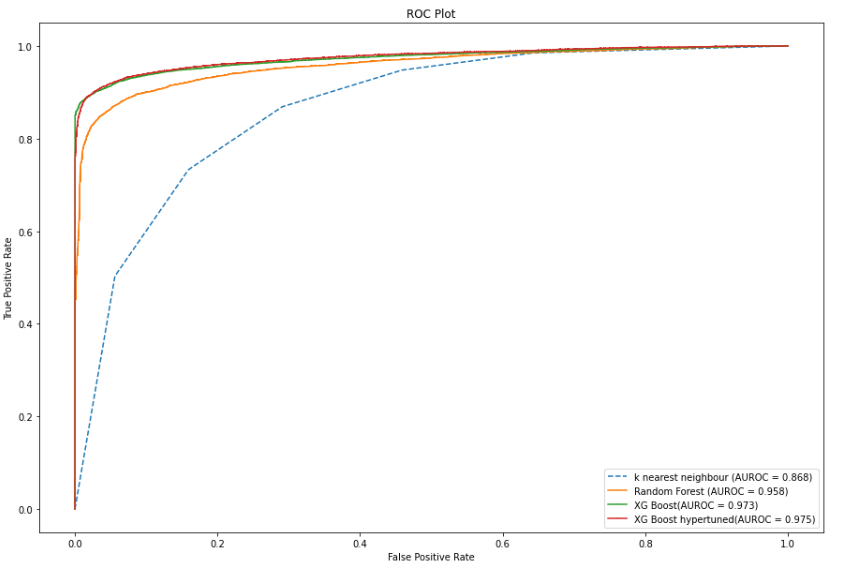 ROC Plot
1.0
0.8
0.6
0.4
0.2
0.0
True Positive Rate
k nearest neighbour (AUROC = 0.868)
Random Forest (AUROC = 0.958)
XG Boost(AUROC = 0.973)
XG Boost hypertuned(AUROC = 0.975)
0.0 0.2 0.4 0.6 0.8 1.0
False Positive Rate